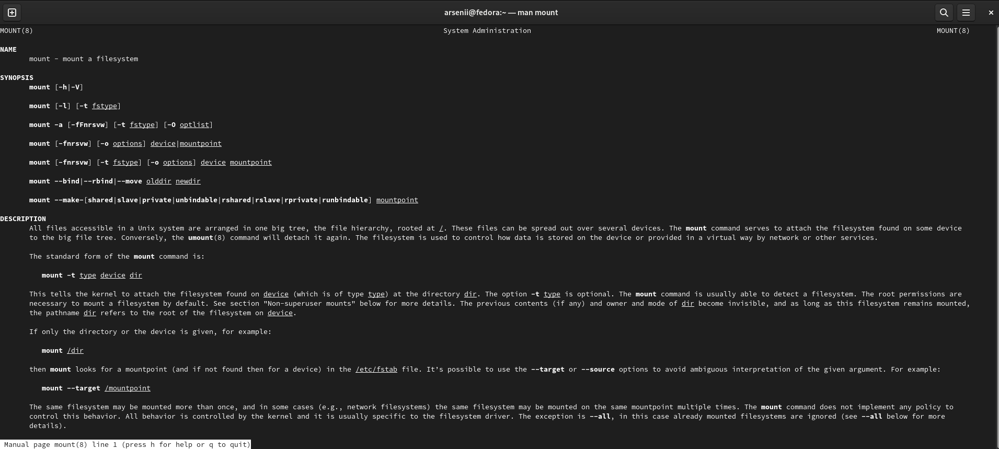 arsenii@fedora:~ — man mount
MOUNT(8) System Administration MOUNT(8)
NAME
mount - mount a filesystem
SYNOPSIS
mount [-h|-V]
mount [-l] [-t fstype]
mount -a [-fFnrsvw] [-t fstype] [-O optlist]
mount [-fnrsvw] [-o options] device|mountpoint
mount [-fnrsvw] [-t fstype] [-o options] device mountpoint
mount --bind|--rbind|--move olddir newdir
mount --make-[shared|slave|private|unbindable|rshared|rslave|rprivate|runbindable] mountpoint
DESCRIPTION
All files accessible in a Unix system are arranged in one big tree, the file hierarchy, rooted at /. These files can be spread out over several devices. The mount command serves to attach the filesystem found on some device
to the big file tree. Conversely, the umount(8) command will detach it again. The filesystem is used to control how data is stored on the device or provided in a virtual way by network or other services.
The standard form of the mount command is:
mount -t type device dir
This tells the kernel to attach the filesystem found on device (which is of type type) at the directory dir. The option -t type is optional. The mount command is usually able to detect a filesystem. The root permissions are
necessary to mount a filesystem by default. See section "Non-superuser mounts" below for more details. The previous contents (if any) and owner and mode of dir become invisible, and as long as this filesystem remains mounted,
the pathname dir refers to the root of the filesystem on device.
If only the directory or the device is given, for example:
mount /dir
then mount looks for a mountpoint (and if not found then for a device) in the /etc/fstab file. It’s possible to use the --target or --source options to avoid ambiguous interpretation of the given argument. For example:
mount --target /mountpoint
The same filesystem may be mounted more than once, and in some cases (e.g., network filesystems) the same filesystem may be mounted on the same mountpoint multiple times. The mount command does not implement any policy to
control this behavior. All behavior is controlled by the kernel and it is usually specific to the filesystem driver. The exception is --all, in this case already mounted filesystems are ignored (see --all below for more
details).
Manual page mount(8) line 1 (press h for help or q to quit)